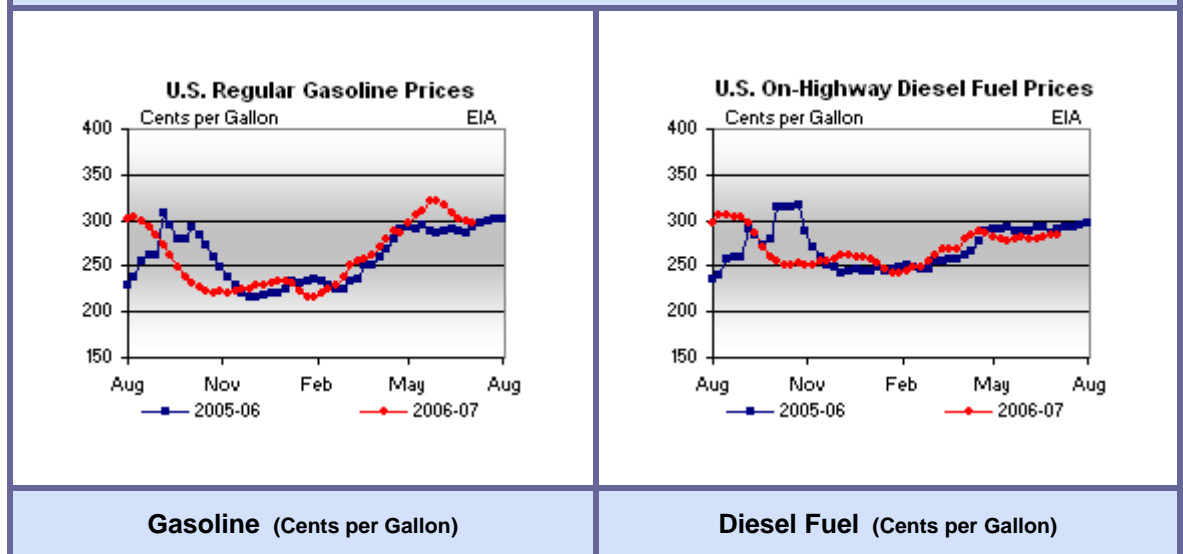 U.S. Regular Gasoline Prices
Cents per Gallon EIA
400
350
300
250
200
150
Aug Nov Feb May Aug
2005-06 2006-07
U.S. On-Highway Diesel Fuel Prices
Cents per Gallon EIA
400
350
300
250
200
150
Aug Nov Feb May Aug
2005-06 2006-07
Gasoline (Cents per Gallon)
Diesel Fuel (Cents per Gallon)